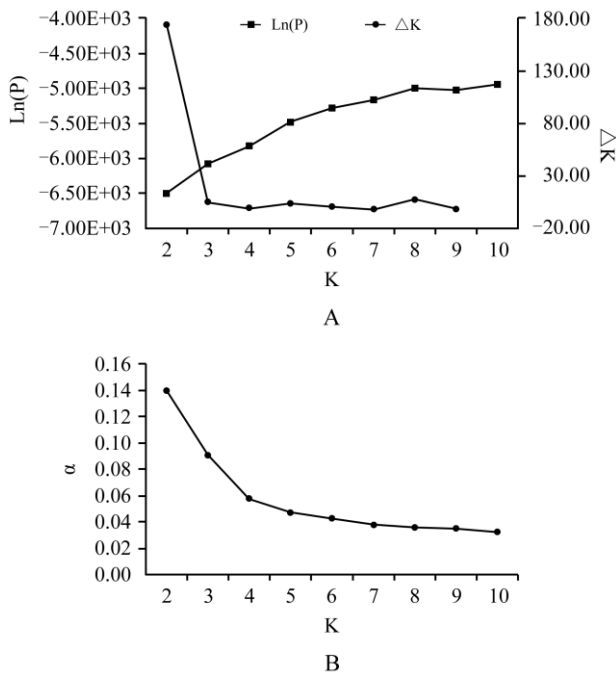 Ln(P) △K
Ln(P)
−4.00E+03
−4.50E+03
−5.00E+03
−5.50E+03
−6.00E+03
−6.50E+03
−7.00E+03
180.00
130.00
80.00
30.00
−20.00
△K
2 3 4 5 6 7 8 9 10
K
A
0.16
0.14
0.12
0.10
0.08
0.06
0.04
0.02
0.00
α
2 3 4 5 6 7 8 9 10
K
B